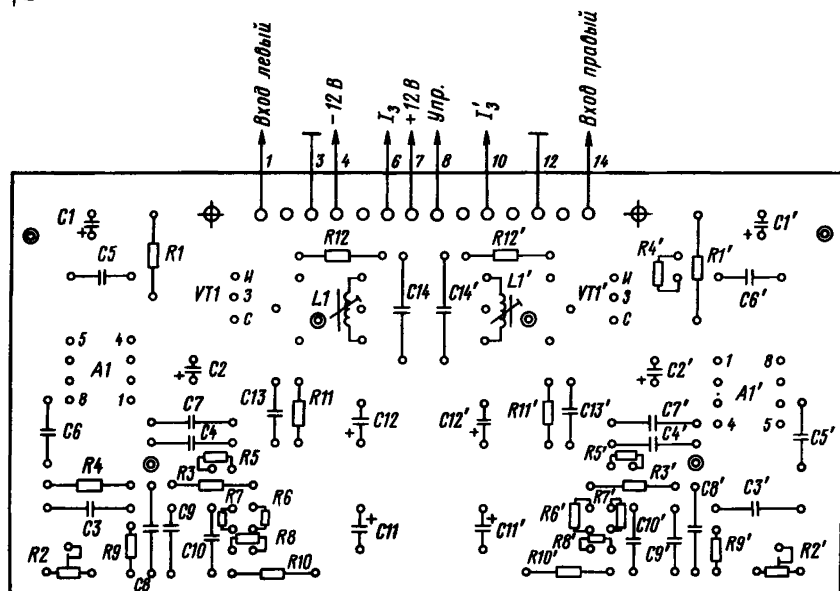 Вход левый
-12 В
I₃
+12 В
Упр.
I'₃
Вход правый
1 3 4 6 7 8 10 12 14
C1 C5 R1 R12 R12' R4' R1' C1'
VT1 И З С L1 C14 C14' L1' VT1' И З С C6'
5 4 A1 8 1 C2 C2' 1 8 A1' 4 5
C6 C7 C4 C13 R11 C12 C12' R11' C13' C7' C4' C5'
R4 R3 R5 R5' R3'
C3 R7 R6 R6' R7' C8' C3'
R2 R9 C8 C9 C10 R8 C11 C11' R8' C10' C9' R9' R2'
R10 R10'